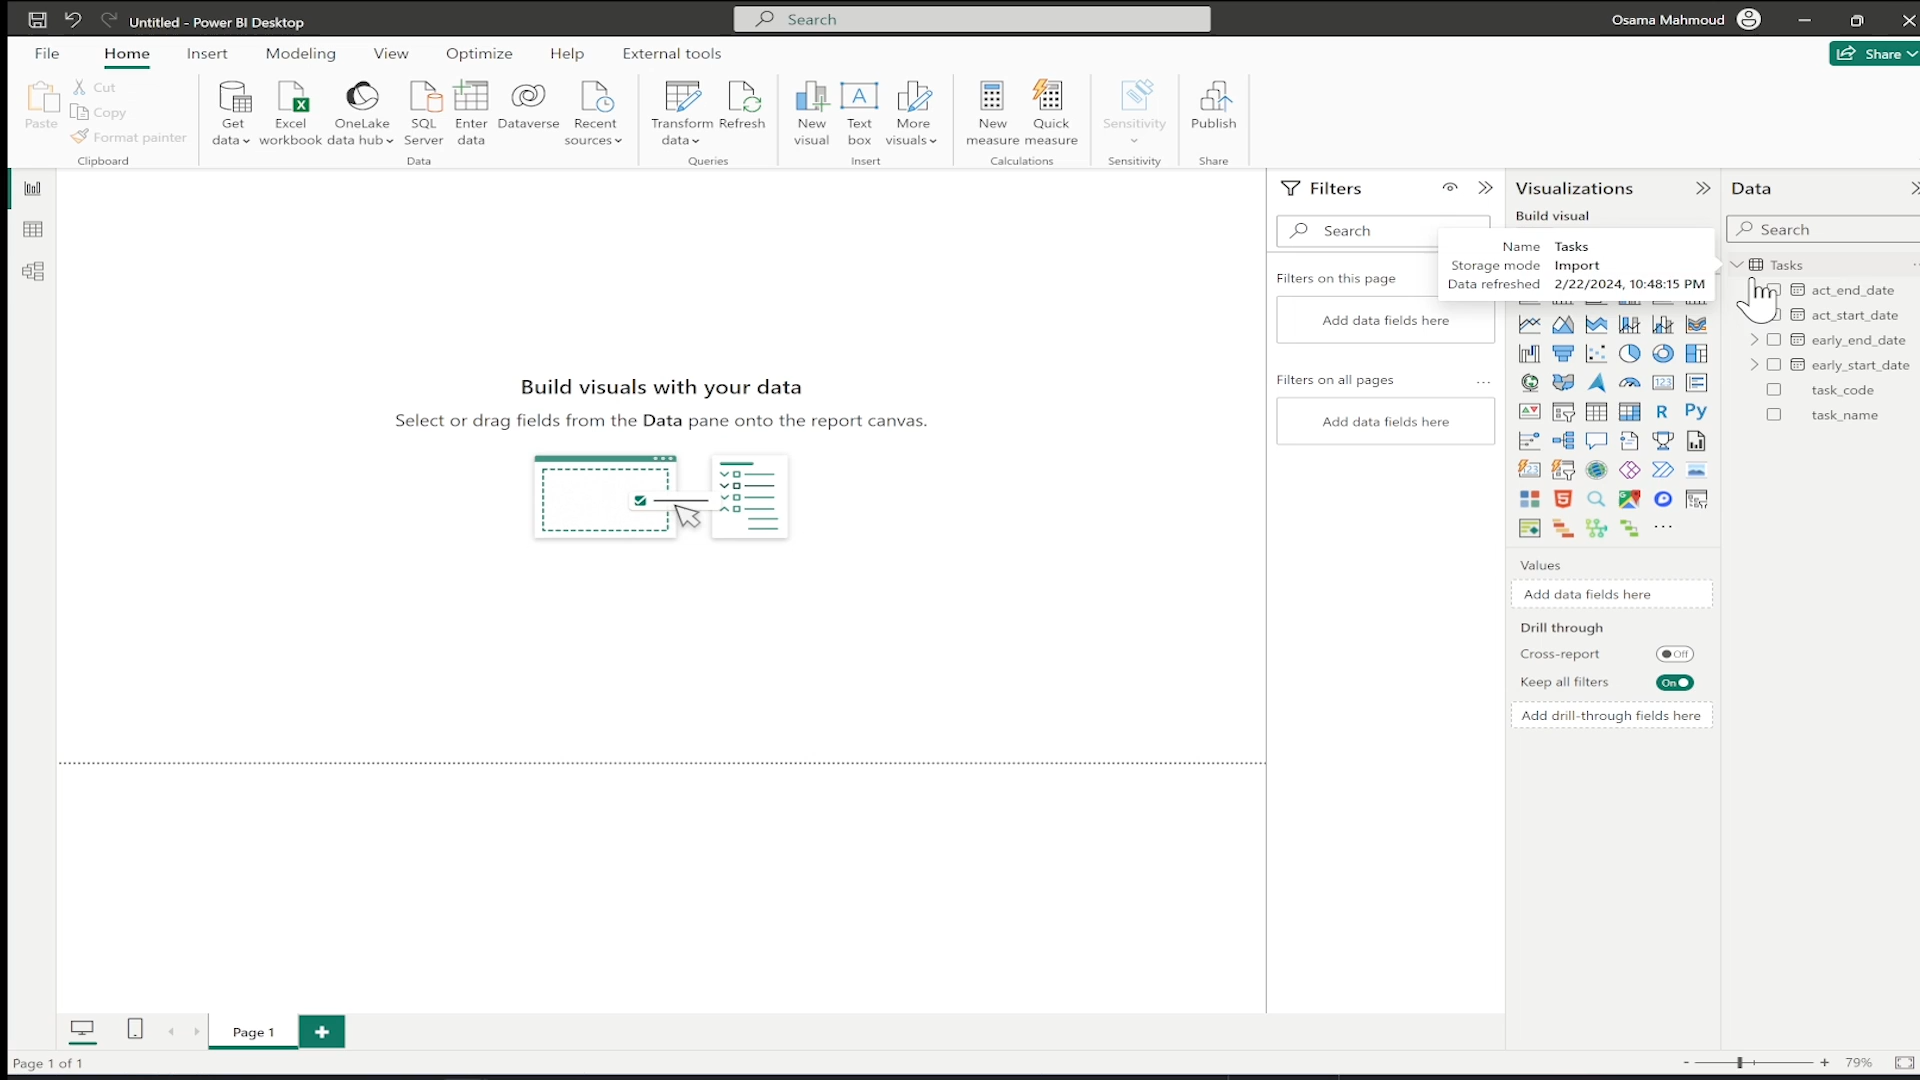 Untitled - Power BI Desktop
Search
Osama Mahmoud
File
Home
Insert
Modeling
View
Optimize
Help
External tools
Share
Paste
Cut
Copy
Format painter
Clipboard
Get
data
Excel
workbook
OneLake
data hub
SQL
Server
Enter
data
Dataverse
Recent
sources
Data
Transform
data
Refresh
Queries
New
visual
Text
box
More
visuals
Insert
New
measure
Quick
measure
Calculations
Sensitivity
Sensitivity
Publish
Share
Build visuals with your data
Select or drag fields from the Data pane onto the report canvas.
Filters
Search
Filters on this page
Add data fields here
Filters on all pages
...
Add data fields here
Visualizations
Build visual
Name Tasks
Storage mode Import
Data refreshed 2/22/2024, 10:48:15 PM
123
R
Py
...
Values
Add data fields here
Drill through
Cross-report
Off
Keep all filters
On
Add drill-through fields here
Data
Search
Tasks
act_end_date
act_start_date
early_end_date
early_start_date
task_code
task_name
Page 1
+
Page 1 of 1
- + 79%